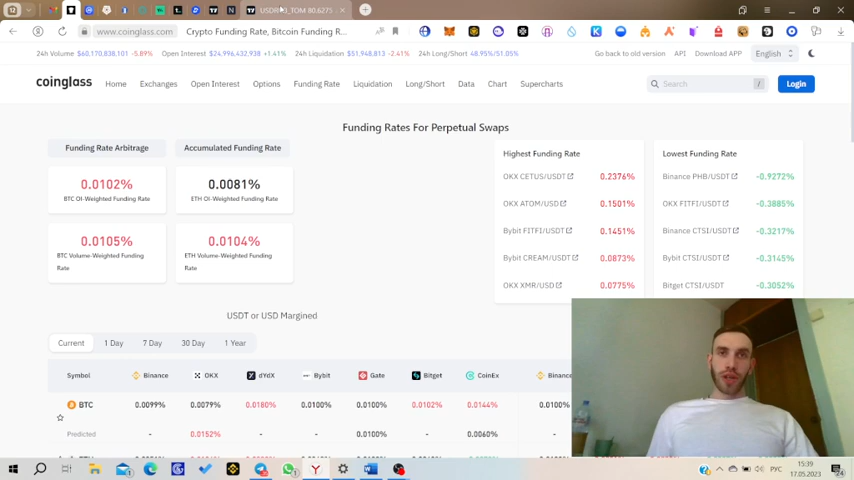 12
USDRUB_TOM 80.6275
www.coinglass.com
Crypto Funding Rate, Bitcoin Funding R...
24h Volume $60,170,838,101 -5.89% Open Interest $24,996,432,938 +1.41% 24h Liquidation $51,948,813 -2.41% 24h Long/Short 48.95%/51.05%
Go back to old version API Download APP English
coinglass
Home Exchanges Open Interest Options Funding Rate Liquidation Long/Short Data Chart Supercharts
Search /
Login
Funding Rates For Perpetual Swaps
Funding Rate Arbitrage
Accumulated Funding Rate
0.0102%
BTC OI-Weighted Funding Rate
0.0081%
ETH OI-Weighted Funding Rate
0.0105%
BTC Volume-Weighted Funding
Rate
0.0104%
ETH Volume-Weighted Funding
Rate
Highest Funding Rate
OKX CETUS/USDT 0.2376%
OKX ATOM/USD 0.1501%
Bybit FITFI/USDT 0.1451%
Bybit CREAM/USDT 0.0873%
OKX XMR/USD 0.0775%
Lowest Funding Rate
Binance PHB/USDT -0.9272%
OKX FITFI/USDT -0.3885%
Binance CTSI/USDT -0.3217%
Bybit CTSI/USDT -0.3145%
Bitget CTSI/USDT -0.3052%
USDT or USD Margined
Current 1 Day 7 Day 30 Day 1 Year
Symbol Binance OKX dYdX Bybit Gate Bitget CoinEx Binance
BTC 0.0099% 0.0079% 0.0180% 0.0100% 0.0100% 0.0102% 0.0144% 0.0100%
Predicted - 0.0152% - - 0.0100% - 0.0060% -
РУС
15:39
17.05.2023
24